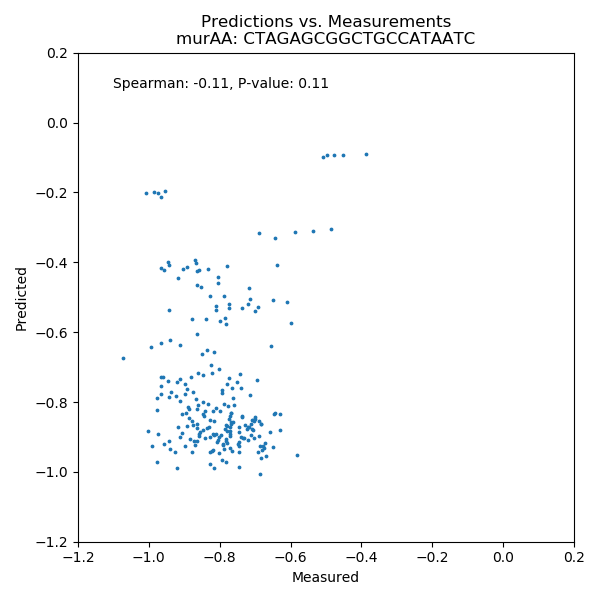 Predictions vs. Measurements
murAA: CTAGAGCGGCTGCCATAATC
Spearman: -0.11, P-value: 0.11
0.2
0.0
−0.2
−0.4
−0.6
−0.8
−1.0
−1.2
Predicted
−1.2 −1.0 −0.8 −0.6 −0.4 −0.2 0.0 0.2
Measured